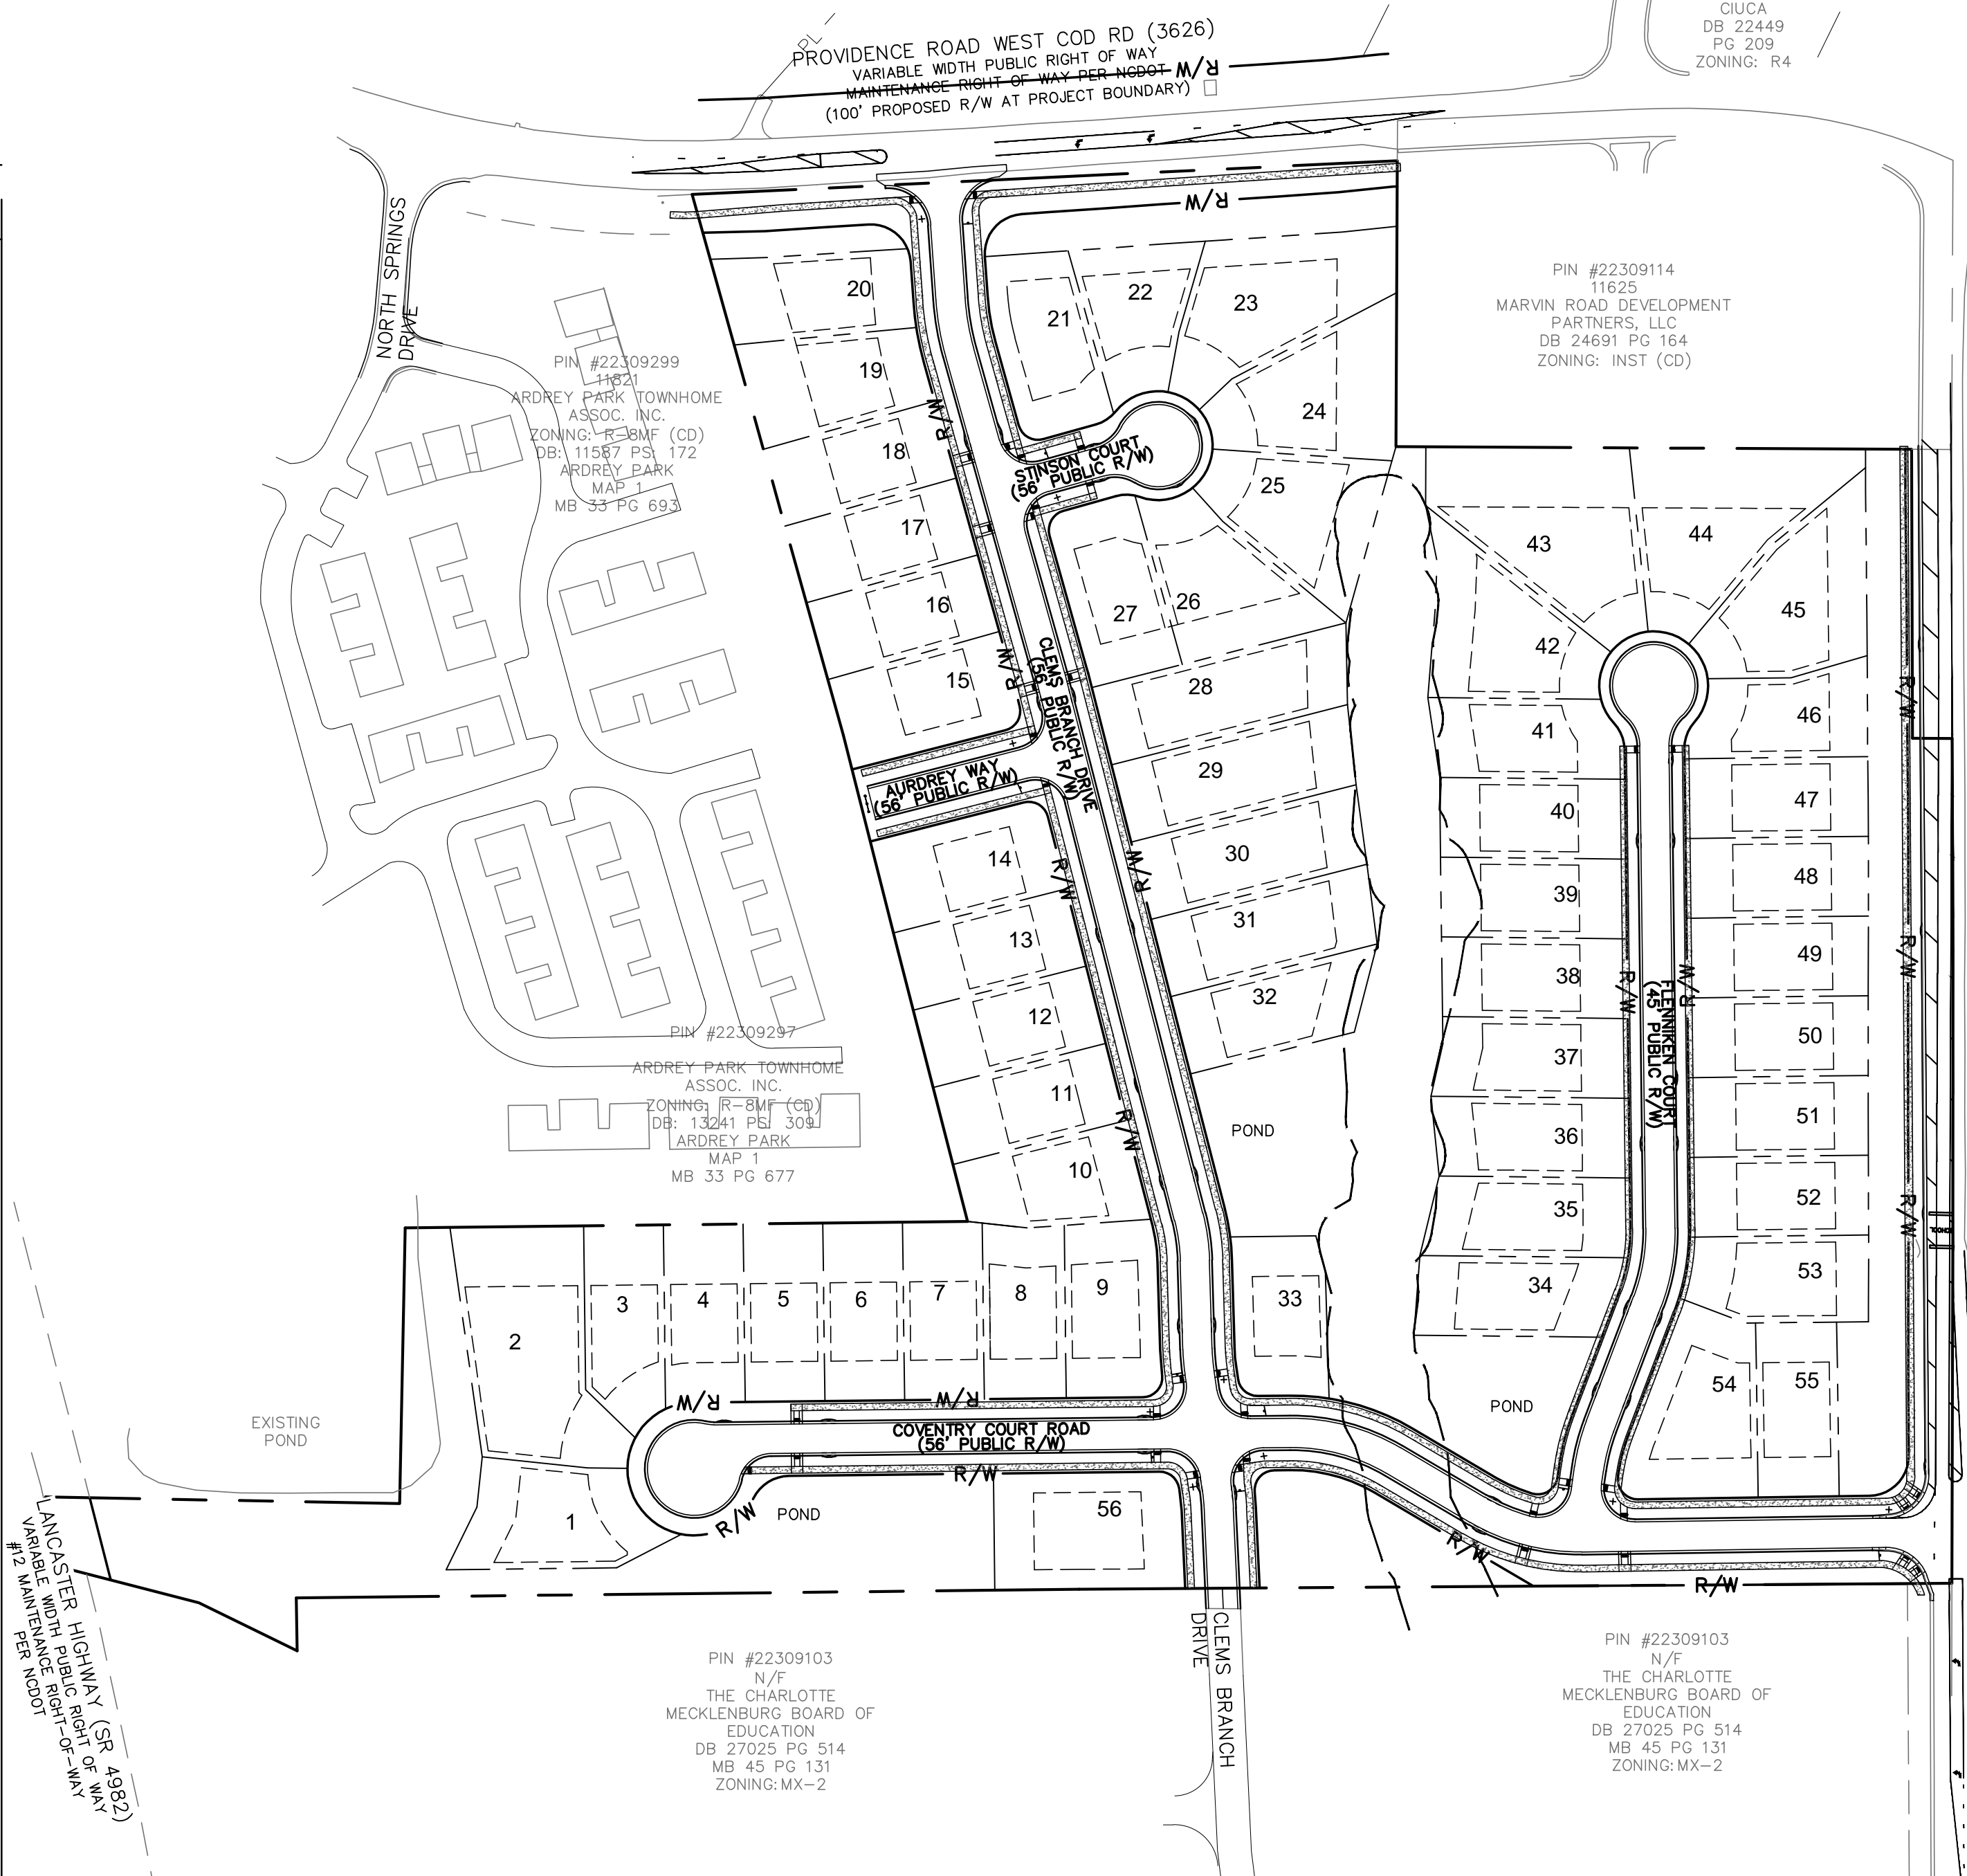 CIUCA
DB 22449
PG 209
ZONING: R4
PL
PROVIDENCE ROAD WEST COD RD (3626)
VARIABLE WIDTH PUBLIC RIGHT OF WAY
MAINTENANCE RIGHT OF WAY PER NCDOT
(100' PROPOSED R/W AT PROJECT BOUNDARY)
R/W
R/W
NORTH SPRINGS
DRIVE
PIN #22309299
11821
ARDREY PARK TOWNHOME
ASSOC. INC.
ZONING: R-8MF (CD)
DB: 11587 PS: 172
ARDREY PARK
MAP 1
MB 33 PG 693
PIN #22309114
11625
MARVIN ROAD DEVELOPMENT
PARTNERS, LLC
DB 24691 PG 164
ZONING: INST (CD)
20
19
18
17
16
15
21
22
23
24
25
26
27
28
29
30
31
32
R/W
R/W
STINSON COURT
(56' PUBLIC R/W)
CLEMS BRANCH DRIVE
(56' PUBLIC R/W)
AURDREY WAY
(56' PUBLIC R/W)
R/W
R/W
R/W
14
13
12
11
10
43
44
45
42
41
40
39
38
37
36
35
34
46
47
48
49
50
51
52
53
54
55
R/W
R/W
FLENNIKEN COURT
(45' PUBLIC R/W)
R/W
R/W
R/W
SCHOOL
PIN #22309297
ARDREY PARK TOWNHOME
ASSOC. INC.
ZONING: R-8MF (CD)
DB: 13241 PS: 309
ARDREY PARK
MAP 1
MB 33 PG 677
POND
2
3
4
5
6
7
8
9
33
R/W
R/W
COVENTRY COURT ROAD
(56' PUBLIC R/W)
R/W
R/W
EXISTING
POND
POND
1
POND
56
R/W
R/W
LANCASTER HIGHWAY (SR 4982)
VARIABLE WIDTH PUBLIC RIGHT OF WAY
#12 MAINTENANCE RIGHT-OF-WAY
PER NCDOT
CLEMS BRANCH
DRIVE
PIN #22309103
N/F
THE CHARLOTTE
MECKLENBURG BOARD OF
EDUCATION
DB 27025 PG 514
MB 45 PG 131
ZONING: MX-2
PIN #22309103
N/F
THE CHARLOTTE
MECKLENBURG BOARD OF
EDUCATION
DB 27025 PG 514
MB 45 PG 131
ZONING: MX-2